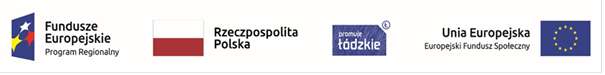 Fundusze
Europejskie
Program Regionalny
Rzeczpospolita
Polska
promuje
łódzkie
Unia Europejska
Europejski Fundusz Społeczny